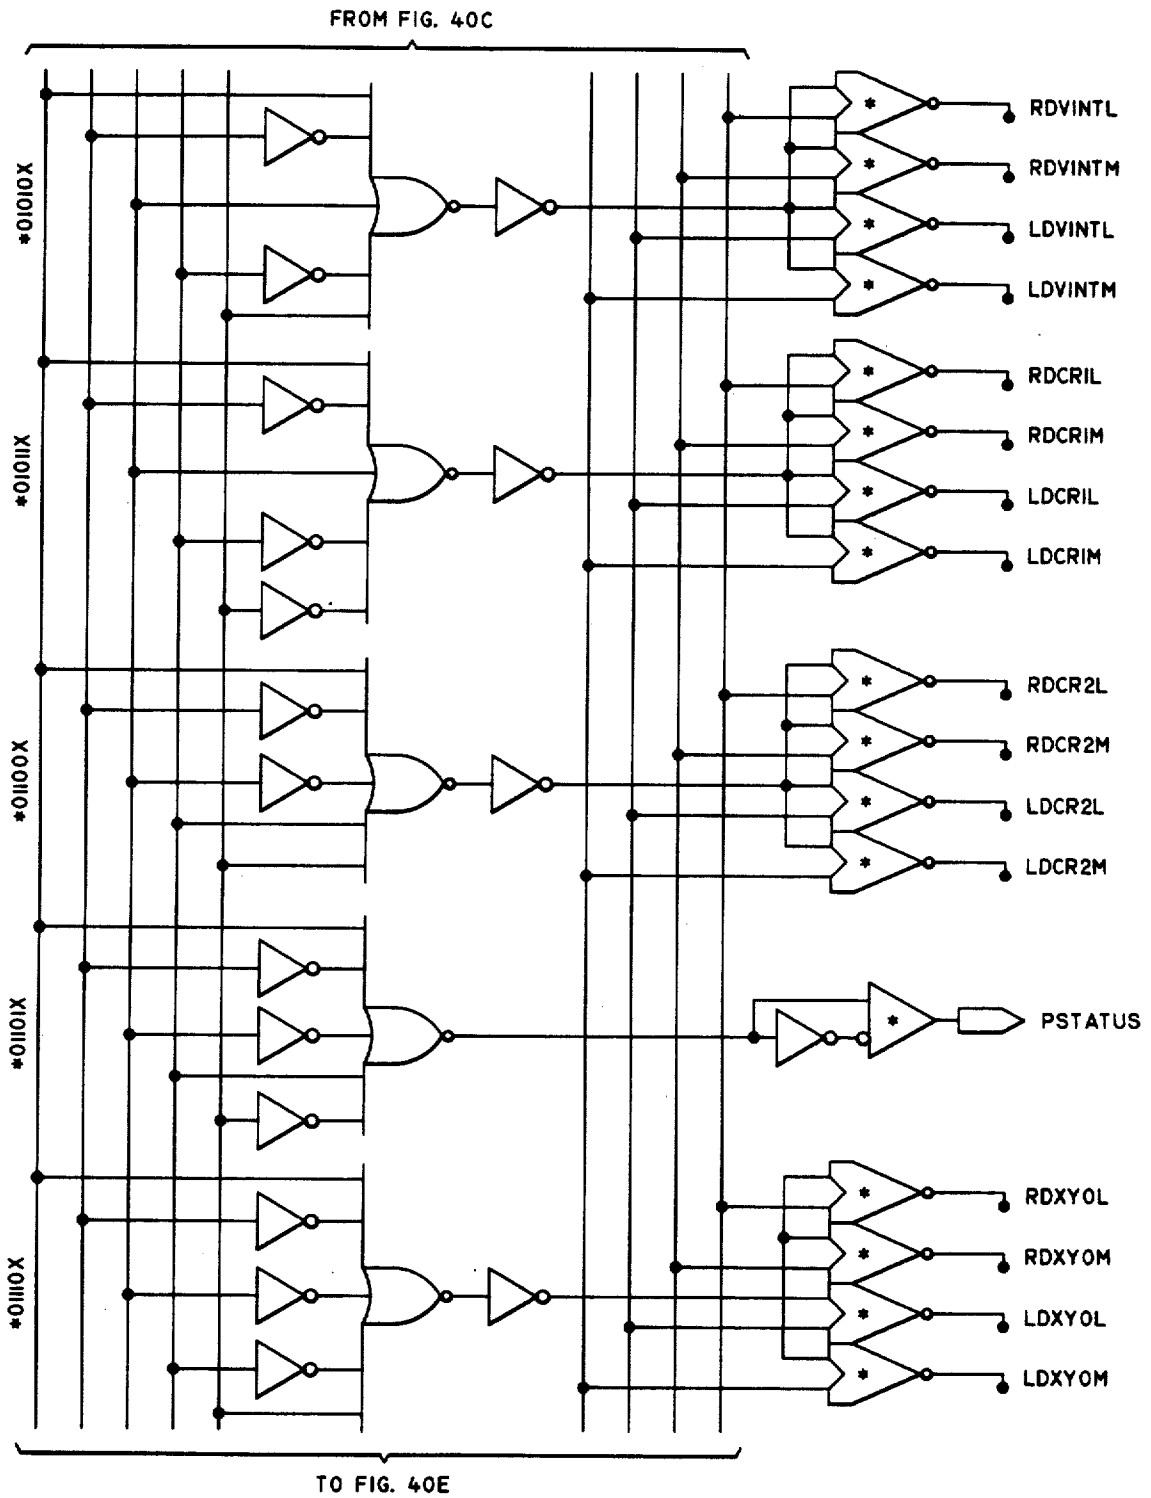 FROM FIG. 40C
*01010X
RDVINTL
RDVINTM
LDVINTL
LDVINTM
*01011X
RDCR1L
RDCR1M
LDCR1L
LDCR1M
*01100X
RDCR2L
RDCR2M
LDCR2L
LDCR2M
*01101X
PSTATUS
*01110X
RDXY0L
RDXY0M
LDXY0L
LDXY0M
TO FIG. 40E